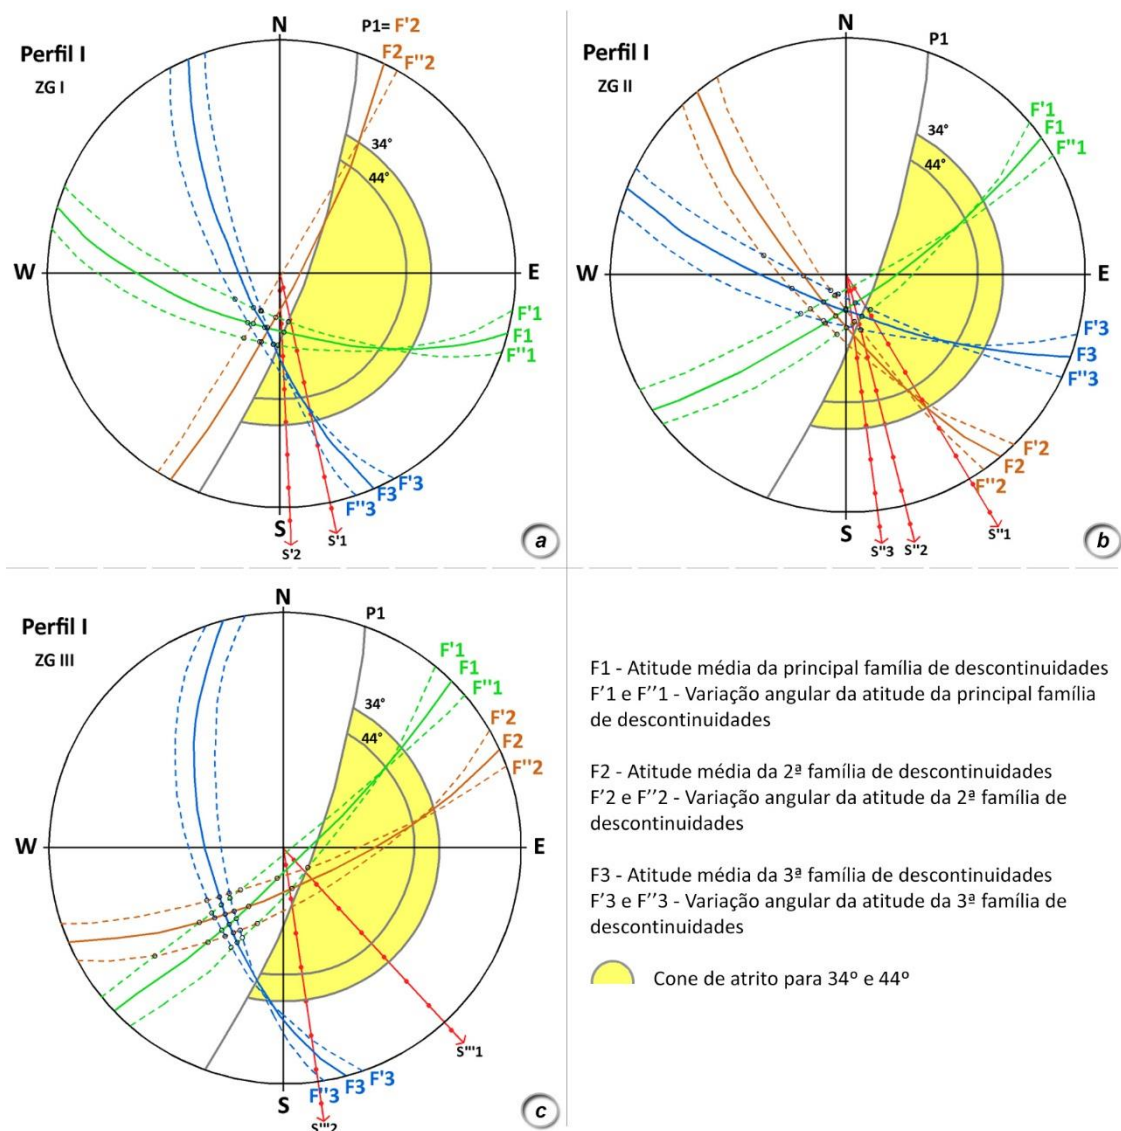 N
P1= F'2
Perfil I
F2
F''2
ZG I
34°
44°
W
E
F'1
F1
F''1
F'3
F3
F''3
S
S'2
S'1
a
N
P1
Perfil I
ZG II
F'1
F1
F''1
34°
44°
W
E
F'3
F3
F''3
F'2
F2
F''2
S
S''3
S''2
S''1
b
N
P1
Perfil I
ZG III
F'1
F1
F''1
34°
44°
F'2
F2
F''2
W
E
S'''1
F'3
F3
F''3
S
S'''2
c
F1 - Atitude média da principal família de descontinuidades
F'1 e F''1 - Variação angular da atitude da principal família
de descontinuidades
F2 - Atitude média da 2ª família de descontinuidades
F'2 e F''2 - Variação angular da atitude da 2ª família de
descontinuidades
F3 - Atitude média da 3ª família de descontinuidades
F'3 e F''3 - Variação angular da atitude da 3ª família de
descontinuidades
Cone de atrito para 34º e 44º